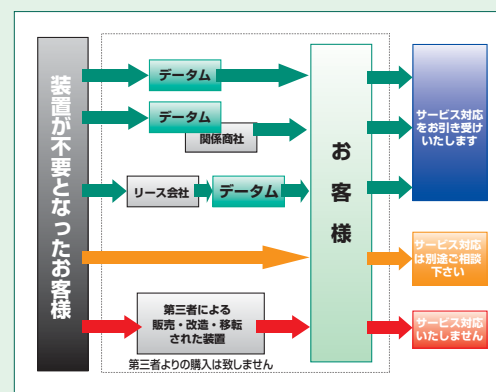 装置が不要となったお客様
データム
データム
関係商社
リース会社
データム
第三者による
販売・改造・移転
された装置
第三者よりの購入は致しません
お客様
サービス対応
をお引き受け
いたします
サービス対応
は別途ご相談
下さい
サービス対応
いたしません